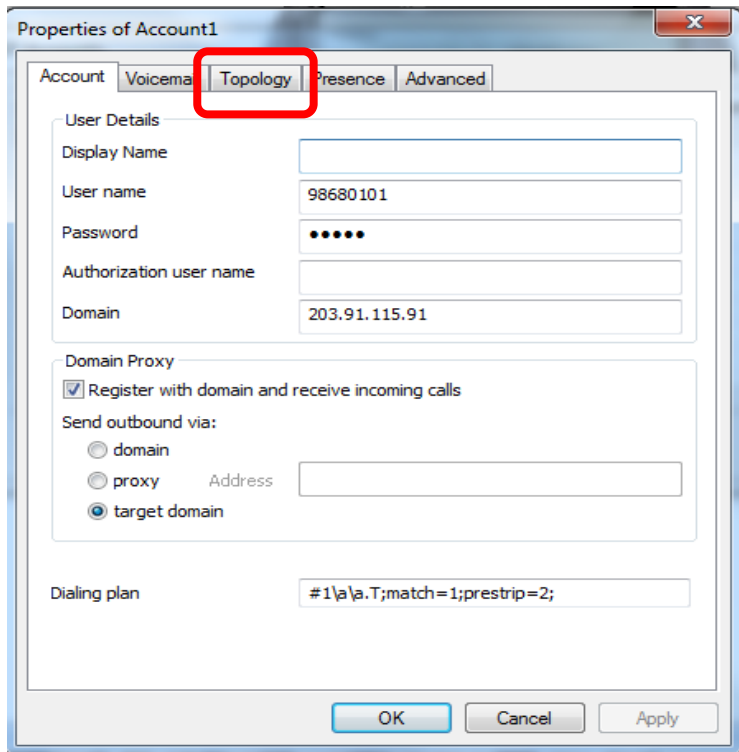 Properties of Account1
Account Voicemai Topology Presence Advanced
User Details
Display Name
User name 98680101
Password •••••
Authorization user name
Domain 203.91.115.91
Domain Proxy
Register with domain and receive incoming calls
Send outbound via:
domain
proxy Address
target domain
Dialing plan #1\a\a.T;match=1;prestrip=2;
OK Cancel Apply